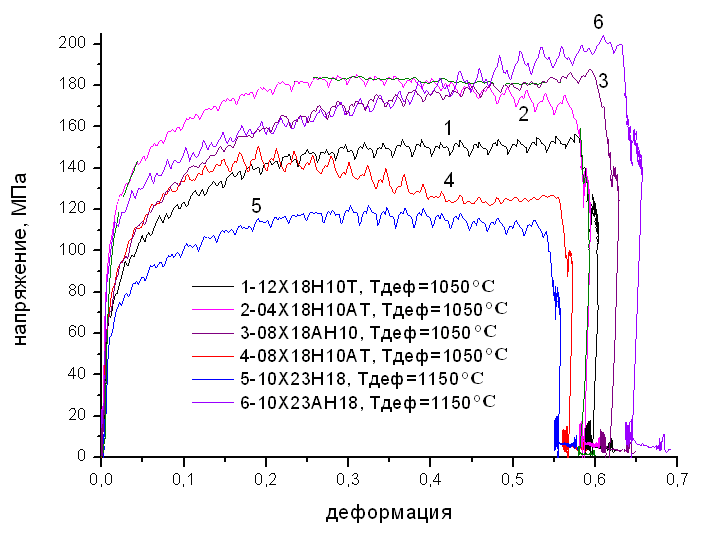 напряжение, МПа
200
180
160
140
120
100
80
60
40
20
0
6
3
2
1
4
5
1-12Х18Н10Т, Тдеф=1050°С
2-04Х18Н10АТ, Тдеф=1050°С
3-08Х18АН10, Тдеф=1050°С
4-08Х18Н10АТ, Тдеф=1050°С
5-10Х23Н18, Тдеф=1150°С
6-10Х23АН18, Тдеф=1150°С
0,0 0,1 0,2 0,3 0,4 0,5 0,6 0,7
деформация